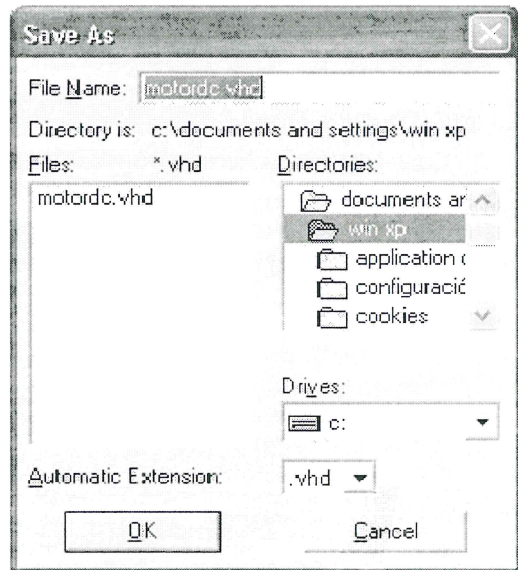 Save As
File Name: motordc.vhd
Directory is: c:\documents and settings\win xp
Files: *.vhd
Directories:
motordc.vhd
documents ar
win xp
application c
configuració
cookies
Drives:
c:
Automatic Extension: .vhd
OK
Cancel